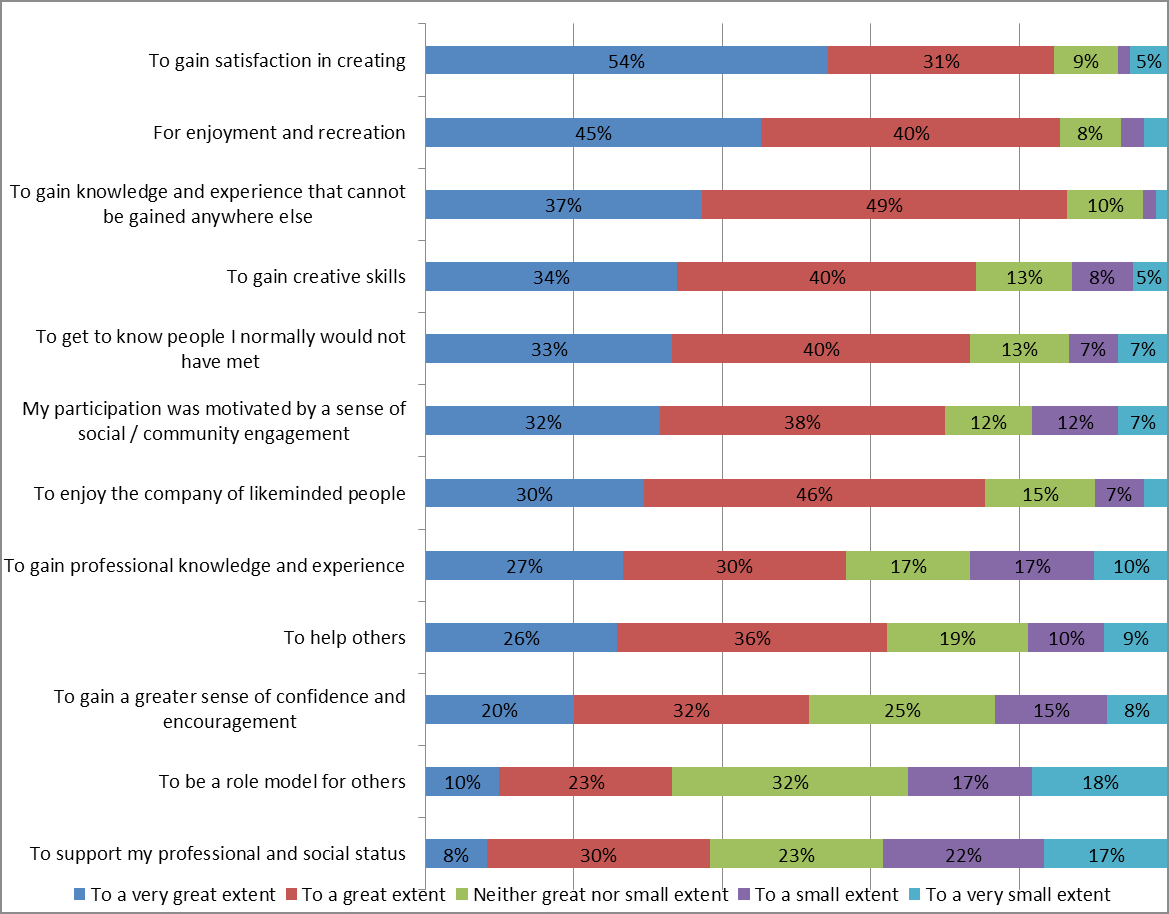 To gain satisfaction in creating
54% 31% 9% 5%
For enjoyment and recreation
45% 40% 8%
To gain knowledge and experience that cannot
be gained anywhere else
37% 49% 10%
To gain creative skills
34% 40% 13% 8% 5%
To get to know people I normally would not
have met
33% 40% 13% 7% 7%
My participation was motivated by a sense of
social / community engagement
32% 38% 12% 12% 7%
To enjoy the company of likeminded people
30% 46% 15% 7%
To gain professional knowledge and experience
27% 30% 17% 17% 10%
To help others
26% 36% 19% 10% 9%
To gain a greater sense of confidence and
encouragement
20% 32% 25% 15% 8%
To be a role model for others
10% 23% 32% 17% 18%
To support my professional and social status
8% 30% 23% 22% 17%
To a very great extent To a great extent Neither great nor small extent To a small extent To a very small extent